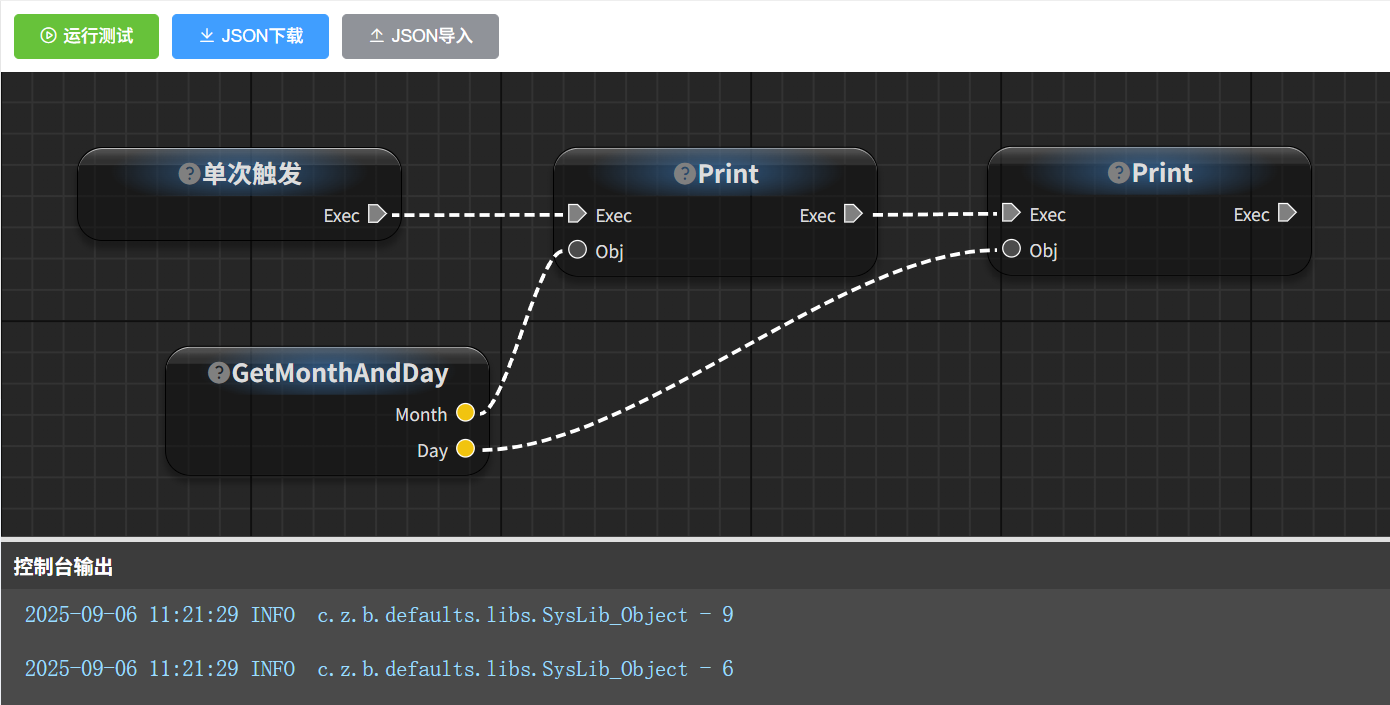 运行测试 JSON下载 JSON导入
?单次触发
Exec
?Print
Exec Exec
Obj
?Print
Exec Exec
Obj
?GetMonthAndDay
Month
Day
控制台输出
2025-09-06 11:21:29 INFO c.z.b.defaults.libs.SysLib_Object - 9
2025-09-06 11:21:29 INFO c.z.b.defaults.libs.SysLib_Object - 6